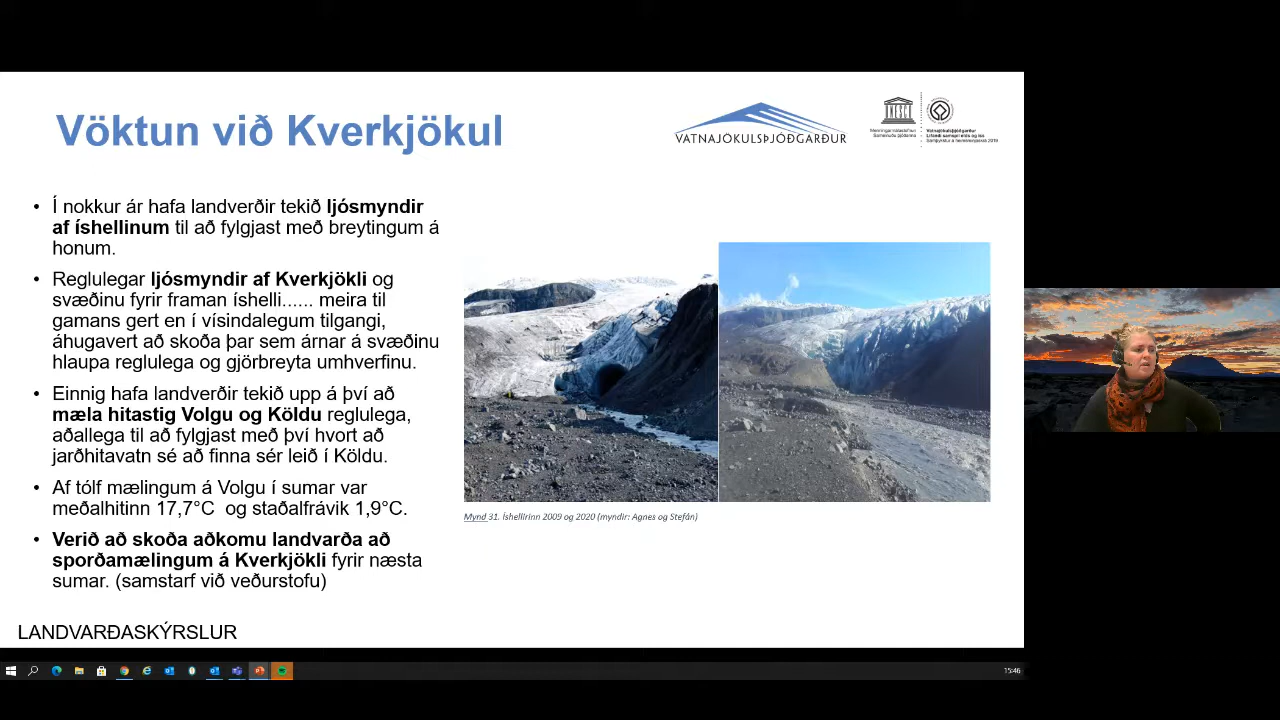 Vöktun við Kverkjökul
VATNAJÖKULSÞJÓÐGARÐUR
UNESCO
Vatnajökulsþjóðgarður
• Í nokkur ár hafa landverðir tekið ljósmyndir
af íshellinum til að fylgjast með breytingum á
honum.
• Reglulegar ljósmyndir af Kverkjökli og
svæðinu fyrir framan íshelli...... meira til
gamans gert en í vísindalegum tilgangi,
áhugavert að skoða þar sem árnar á svæðinu
hlaupa reglulega og gjörbreyta umhverfinu.
• Einnig hafa landverðir tekið upp á því að
mæla hitastig Volgu og Köldu reglulega,
aðallega til að fylgjast með því hvort að
jarðhitavatn sé að finna sér leið í Köldu.
• Af tólf mælingum á Volgu í sumar var
meðalhitinn 17,7°C og staðalfrávik 1,9°C.
• Verið að skoða aðkomu landvarða að
sporðamælingum á Kverkjökli fyrir næsta
sumar. (samstarf við veðurstofu)
Mynd 31. Íshellirinn 2009 og 2020 (myndir: Agnes og Stefán)
LANDVARÐASKÝRSLUR
15:46